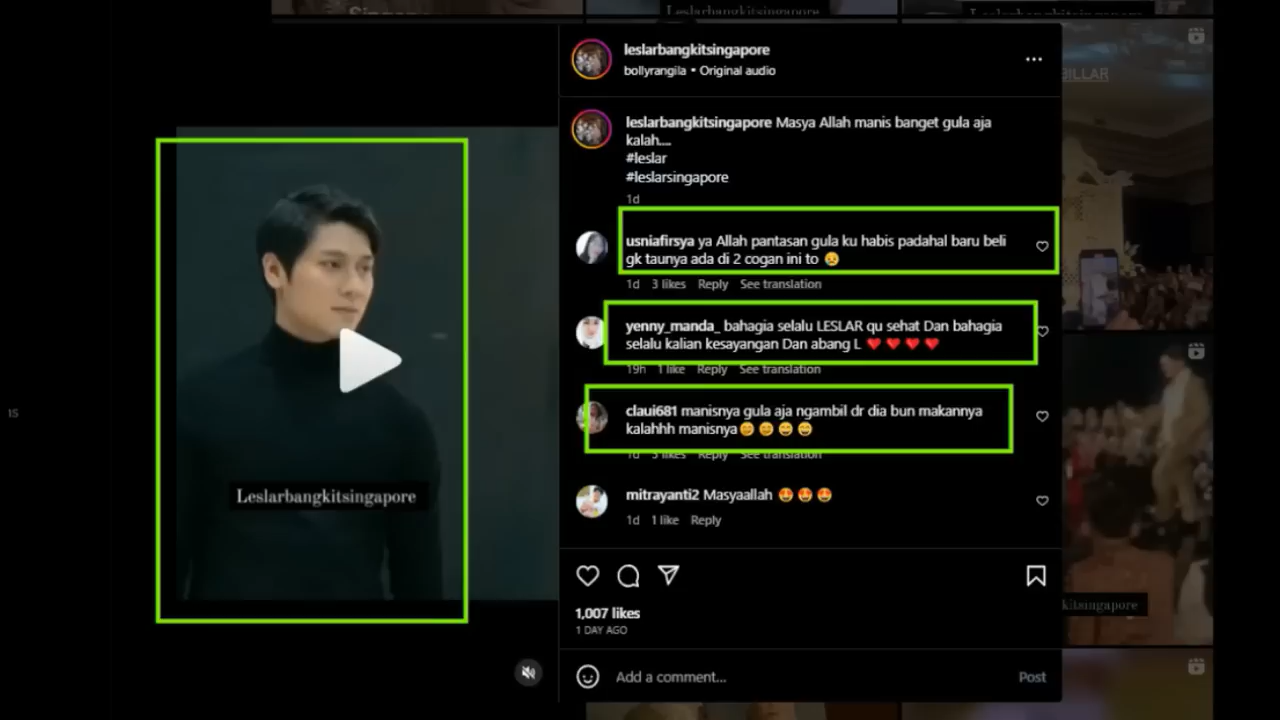 Leslarbangkitsingapore
BILLAR
leslarbangkitsingapore
bollyrangila • Original audio
leslarbangkitsingapore Masya Allah manis banget gula aja
kalah....
#leslar
#leslarsingapore
1d
usniafirsya ya Allah pantasan gula ku habis padahal baru beli
gk taunya ada di 2 cogan ini to 😢
1d 3 likes Reply See translation
yenny_manda_ bahagia selalu LESLAR qu sehat Dan bahagia
selalu kalian kesayangan Dan abang L ❤️❤️❤️❤️
19h 1 like Reply See translation
claui681 manisnya gula aja ngambil dr dia bun makannya
kalahhh manisnya😊😊😅😅
1d 3 likes Reply See translation
mitrayanti2 Masyaallah 😍😍😍
1d 1 like Reply
Leslarbangkitsingapore
kitsingapore
1,007 likes
1 DAY AGO
Add a comment...
Post